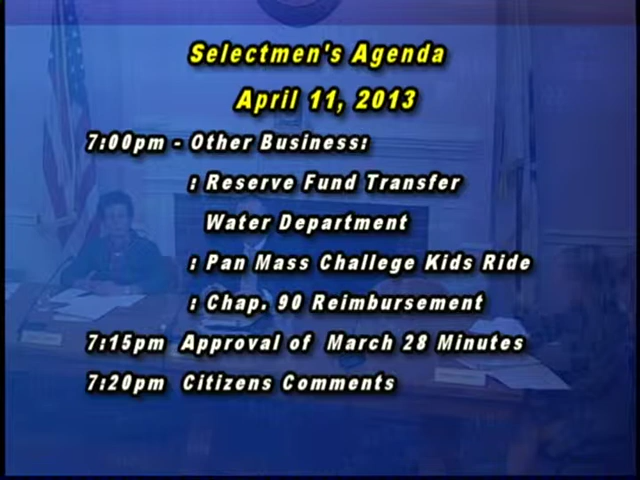 Selectmen's Agenda
April 11, 2013
7:00pm - Other Business:
: Reserve Fund Transfer
Water Department
: Pan Mass Challege Kids Ride
: Chap. 90 Reimbursement
7:15pm Approval of March 28 Minutes
7:20pm Citizens Comments